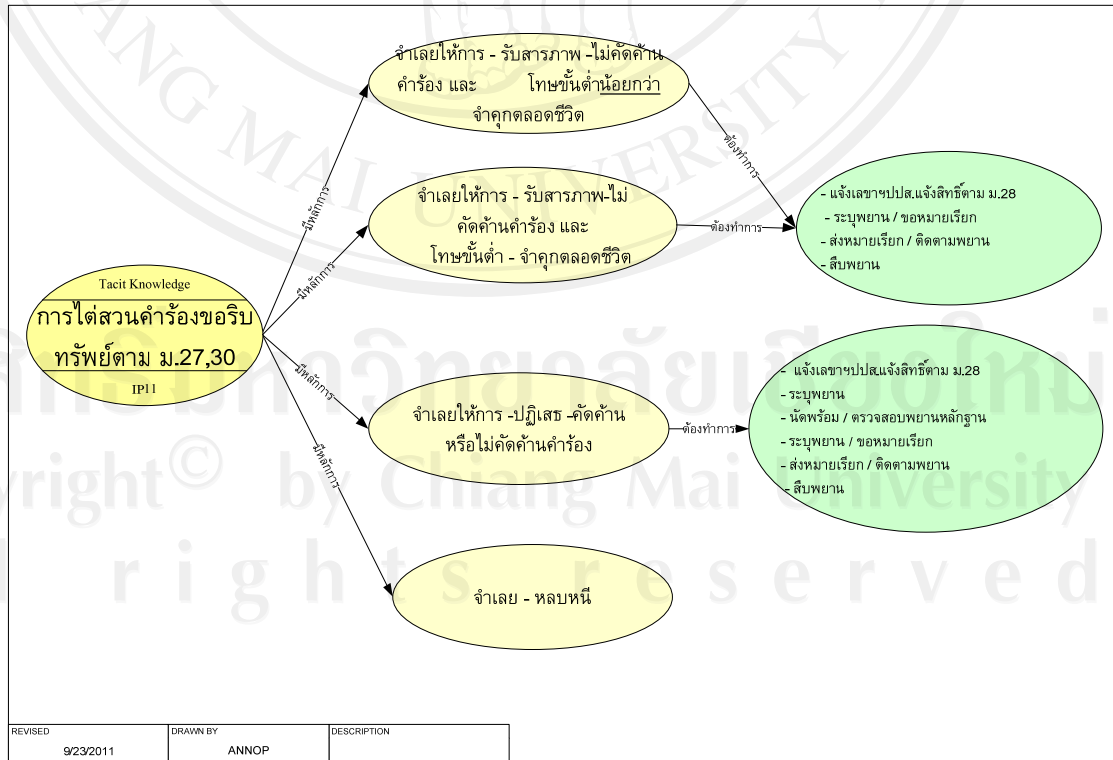 จำเลยให้การ - รับสารภาพ -ไม่คัดค้าน
คำร้อง และ โทษขั้นต่ำน้อยกว่า
จำคุกตลอดชีวิต
มีหลักการ
ต้องทำการ
จำเลยให้การ - รับสารภาพ-ไม่
คัดค้านคำร้อง และ
โทษขั้นต่ำ - จำคุกตลอดชีวิต
มีหลักการ
ต้องทำการ
- แจ้งเลขาฯปปส.แจ้งสิทธิ์ตาม ม.28
- ระบุพยาน / ขอหมายเรียก
- ส่งหมายเรียก / ติดตามพยาน
- สืบพยาน
Tacit Knowledge
การไต่สวนคำร้องขอริบ
ทรัพย์ตาม ม.27,30
IP11
มีหลักการ
จำเลยให้การ -ปฏิเสธ -คัดค้าน
หรือไม่คัดค้านคำร้อง
ต้องทำการ
- แจ้งเลขาฯปปส.แจ้งสิทธิ์ตาม ม.28
- ระบุพยาน
- นัดพร้อม / ตรวจสอบพยานหลักฐาน
- ระบุพยาน / ขอหมายเรียก
- ส่งหมายเรียก / ติดตามพยาน
- สืบพยาน
มีหลักการ
จำเลย - หลบหนี
ANG MAI UNIVERSITY
right © by Chiang Mai University
rights reserved
REVISED DRAWN BY DESCRIPTION
9/23/2011 ANNOP